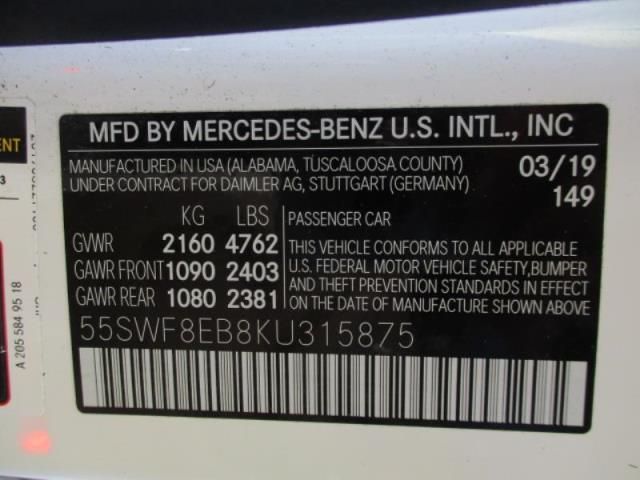 MFD BY MERCEDES-BENZ U.S. INTL., INC
MANUFACTURED IN USA (ALABAMA, TUSCALOOSA COUNTY)
UNDER CONTRACT FOR DAIMLER AG, STUTTGART (GERMANY)
03/19
149
KG LBS
GVWR 2160 4762
GAWR FRONT 1090 2403
GAWR REAR 1080 2381
PASSENGER CAR
THIS VEHICLE CONFORMS TO ALL APPLICABLE
U.S. FEDERAL MOTOR VEHICLE SAFETY,BUMPER
AND THEFT PREVENTION STANDARDS IN EFFECT
ON THE DATE OF MANUFACTURE SHOWN ABOVE.
55SWF8EB8KU315875
A 205 584 95 18